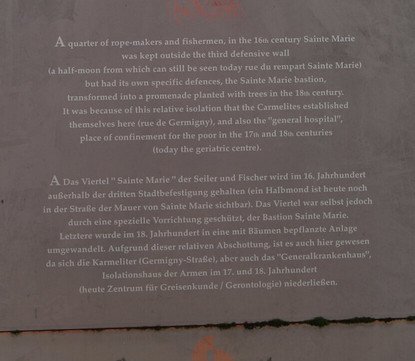 A quarter of rope-makers and fishermen, in the 16th century Sainte Marie
was kept outside the third defensive wall
(a half-moon from which can still be seen today rue du rempart Sainte Marie)
but had its own specific defences, the Sainte Marie bastion,
transformed into a promenade planted with trees in the 18th century.
It was because of this relative isolation that the Carmelites established
themselves here (rue de Germigny), and also the "general hospital",
place of confinement for the poor in the 17th and 18th centuries
(today the geriatric centre).
A Das Viertel " Sainte Marie " der Seiler und Fischer wird im 16. Jahrhundert
außerhalb der dritten Stadtbefestigung gehalten (ein Halbmond ist heute noch
in der Straße der Mauer von Sainte Marie sichtbar). Das Viertel war selbst jedoch
durch eine spezielle Vorrichtung geschützt, der Bastion Sainte Marie.
Letztere wurde im 18. Jahrhundert in eine mit Bäumen bepflanzte Anlage
umgewandelt. Aufgrund dieser relativen Abschottung, ist es auch hier gewesen
da sich die Karmeliter (Germigny-Straße), aber auch das "Generalkrankenhaus",
Isolationshaus der Armen im 17. und 18. Jahrhundert
(heute Zentrum für Greisenkunde / Gerontologie) niederließen.